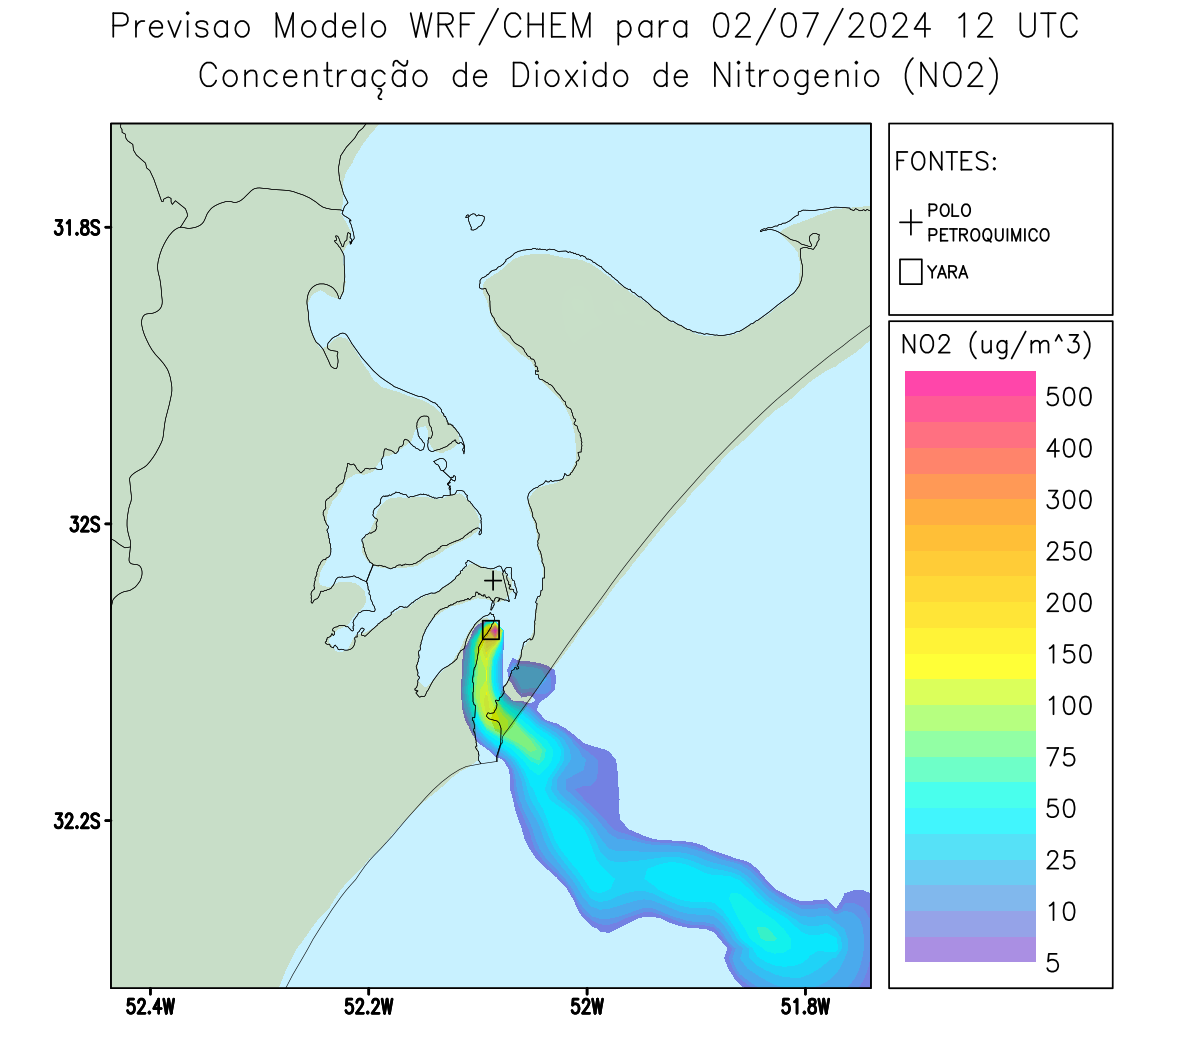 Previsao Modelo WRF/CHEM para 02/07/2024 12 UTC
Concentração de Dioxido de Nitrogenio (NO2)
FONTES:
POLO
PETROQUIMICO
YARA
NO2 (ug/m^3)
500
400
300
250
200
150
100
75
50
25
10
5
31.8S
32S
32.2S
52.4W
52.2W
52W
51.8W